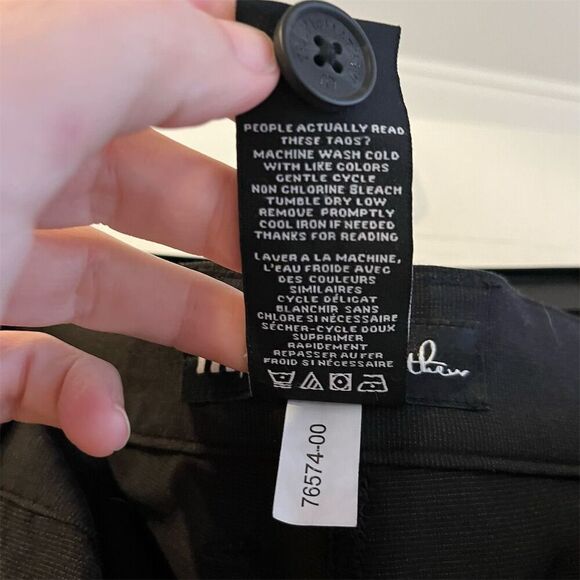 PEOPLE ACTUALLY READ
THESE TAGS?
MACHINE WASH COLD
WITH LIKE COLORS
GENTLE CYCLE
NON CHLORINE BLEACH
TUMBLE DRY LOW
REMOVE PROMPTLY
COOL IRON IF NEEDED
THANKS FOR READING
LAVER A LA MACHINE,
L'EAU FROIDE AVEC
DES COULEURS
SIMILAIRES
CYCLE DÉLICAT
BLANCHIR SANS
CHLORE SI NÉCESSAIRE
SÉCHER-CYCLE DOUX
SUPPRIMER
RAPIDEMENT
REPASSER AU FER
FROID SI NÉCESSAIRE
thew
76574-00